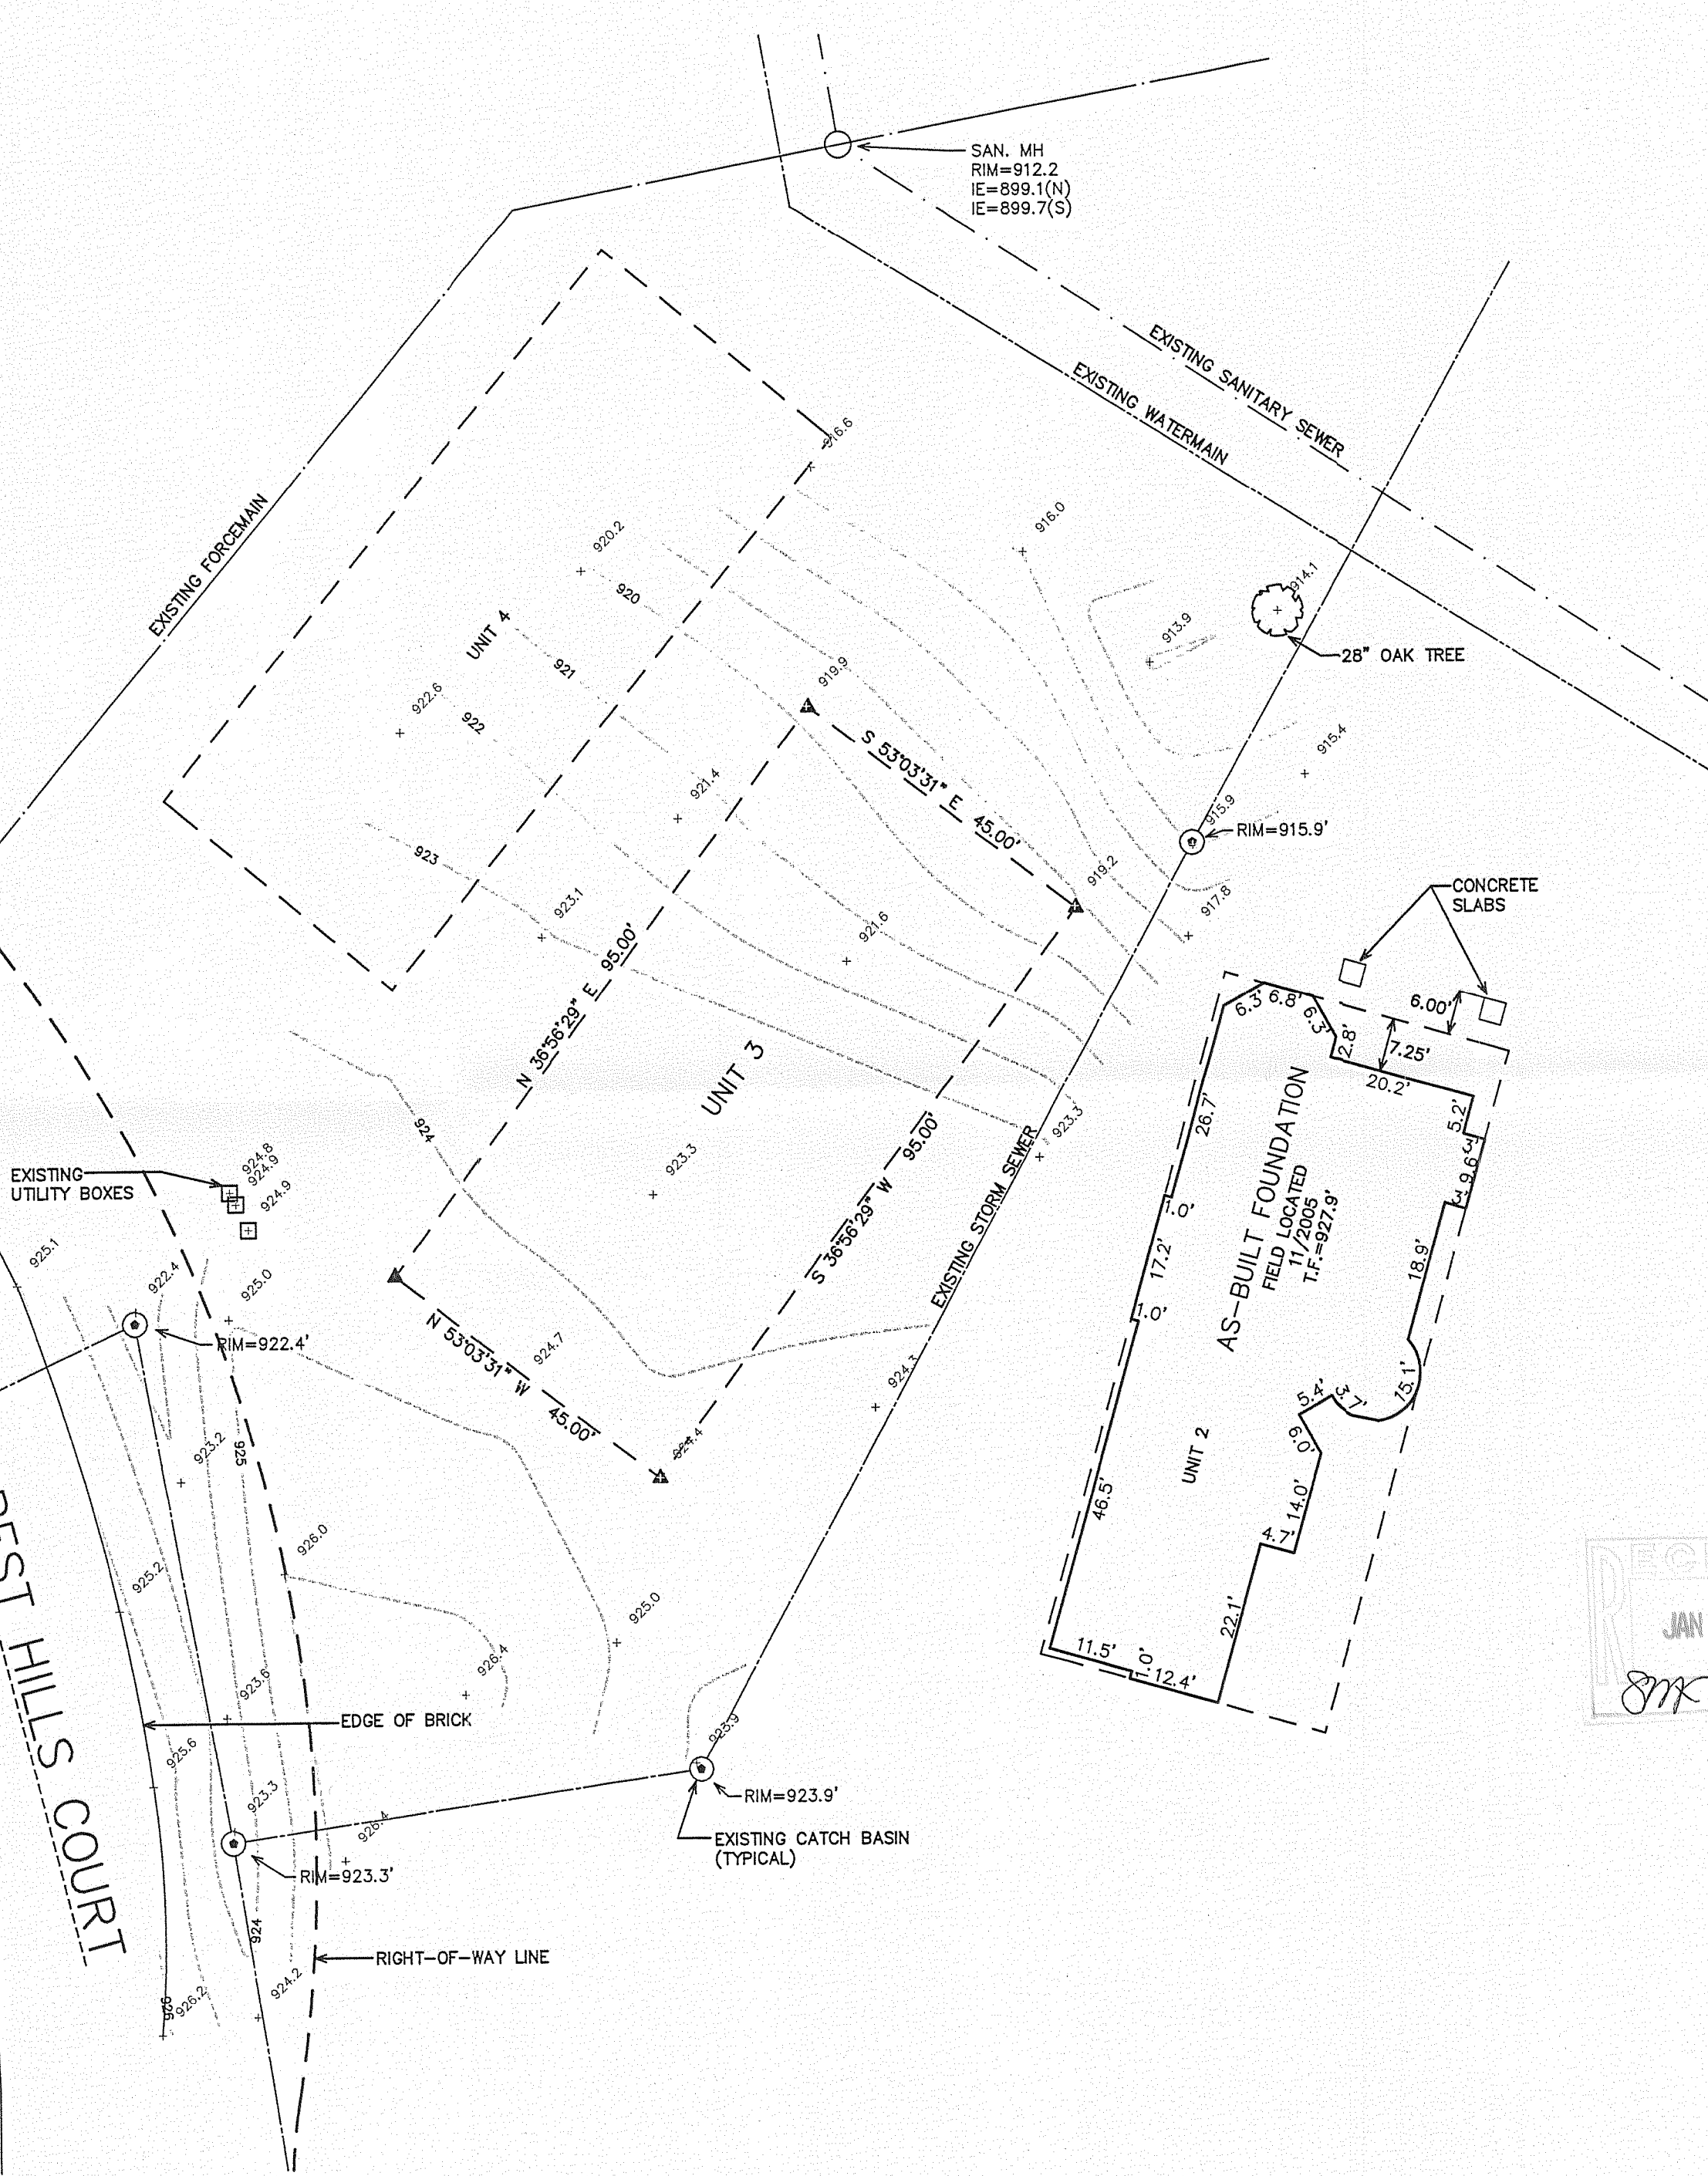 SAN. MH
RIM=912.2
IE=899.1(N)
IE=899.7(S)
EXISTING SANITARY SEWER
EXISTING WATERMAIN
EXISTING FORCEMAIN
916.6
920.2
920
916.0
914.1
913.9
28" OAK TREE
UNIT 4
921
922.6
922
919.9
S 53°03'31" E 45.00'
915.4
921.4
915.9
RIM=915.9'
923
919.2
917.8
CONCRETE
SLABS
923.1
921.6
N 36°56'29" E 95.00'
6.00'
6.3'
6.8'
6.3'
2.8'
7.25'
20.2'
5.2'
9.6'
26.7'
UNIT 3
924
923.3
923.3
S 36°56'29" W 95.00'
EXISTING STORM SEWER
AS-BUILT FOUNDATION
FIELD LOCATED
11/2005
T.F.=927.9'
1.0'
17.2'
1.0'
18.9'
EXISTING
UTILITY BOXES
924.8
924.9
924.9
925.1
922.4
925.0
RIM=922.4'
N 53°03'31" W 45.00'
924.7
924.3
924.4
15.1'
5.4'
3.7'
6.0'
UNIT 2
14.0'
46.5'
4.7'
22.1'
11.5'
1.0'
12.4'
923.2
925
926.0
925.2
925.0
926.4
923.6
EDGE OF BRICK
925.6
923.9
RIM=923.9'
923.3
926.4
EXISTING CATCH BASIN
(TYPICAL)
RIM=923.3'
924
RIGHT-OF-WAY LINE
924.2
926
926.2
HILLS COURT
JAN